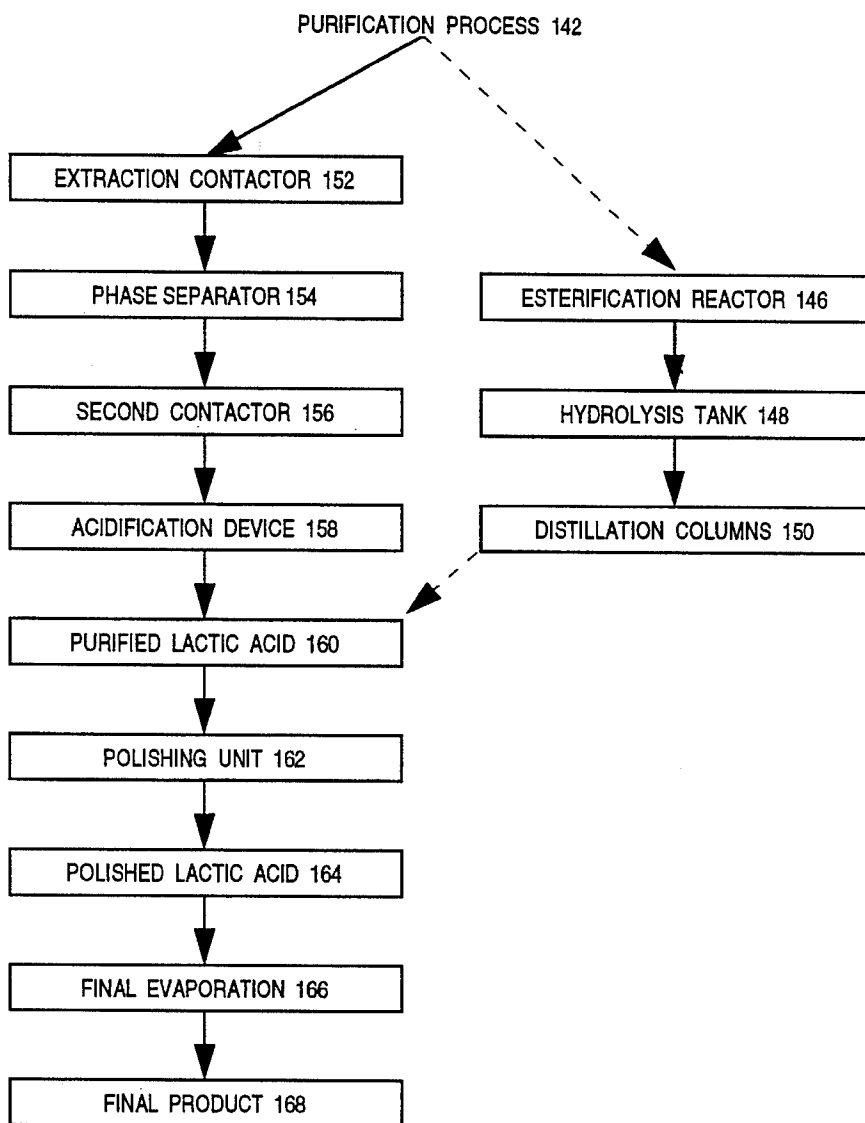 PURIFICATION PROCESS 142
EXTRACTION CONTACTOR 152
PHASE SEPARATOR 154
ESTERIFICATION REACTOR 146
SECOND CONTACTOR 156
HYDROLYSIS TANK 148
ACIDIFICATION DEVICE 158
DISTILLATION COLUMNS 150
PURIFIED LACTIC ACID 160
POLISHING UNIT 162
POLISHED LACTIC ACID 164
FINAL EVAPORATION 166
FINAL PRODUCT 168